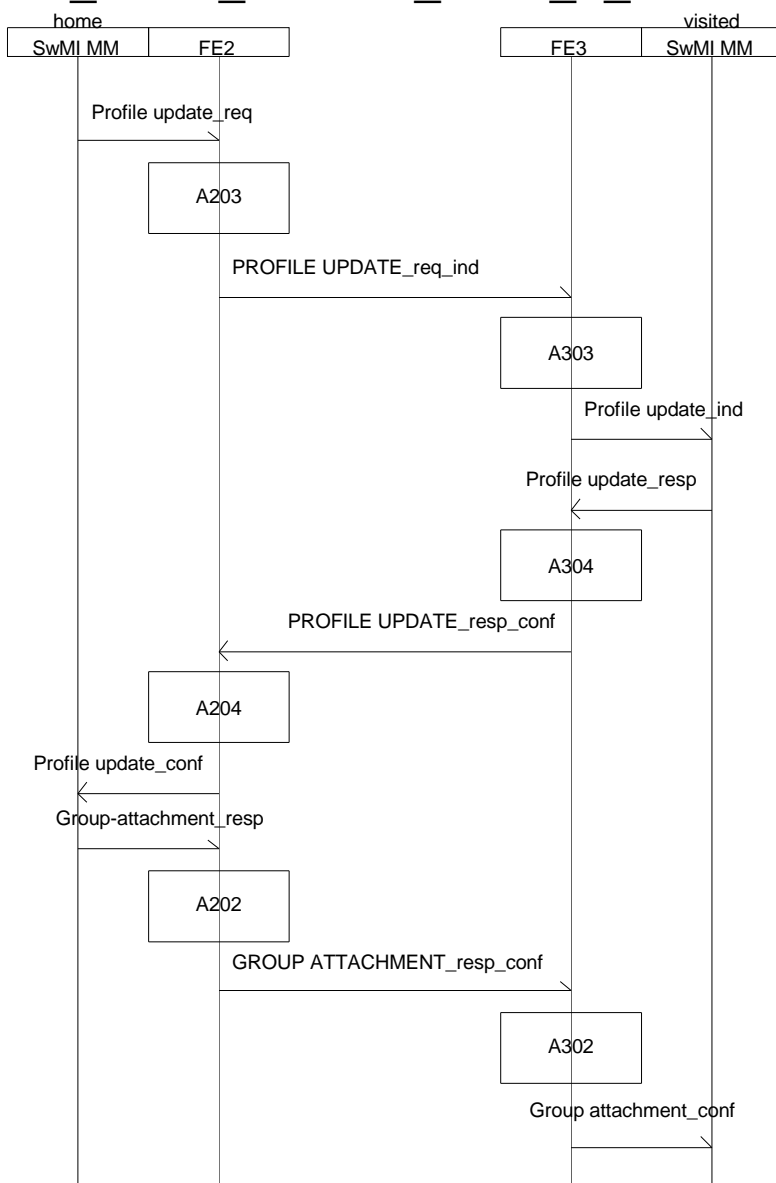 home
visited
SwMI MM
FE2
FE3
SwMI MM
Profile update_req
A203
PROFILE UPDATE_req_ind
A303
Profile update_ind
Profile update_resp
A304
PROFILE UPDATE_resp_conf
A204
Profile update_conf
Group-attachment_resp
A202
GROUP ATTACHMENT_resp_conf
A302
Group attachment_conf